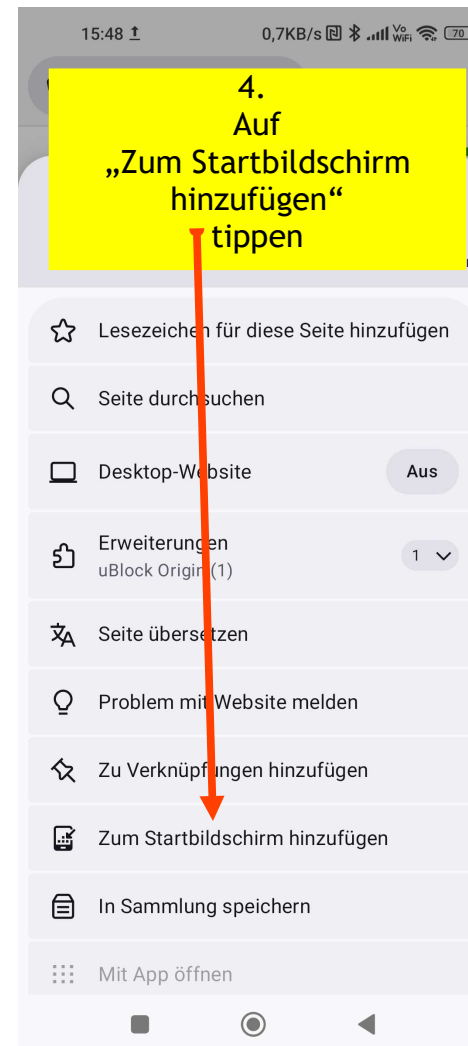 15:48 0,7KB/s Vo WiFi 70
4.
Auf
„Zum Startbildschirm
hinzufügen“
tippen
Lesezeichen für diese Seite hinzufügen
Seite durchsuchen
Desktop-Website Aus
Erweiterungen 1
uBlock Origin (1)
Seite übersetzen
Problem mit Website melden
Zu Verknüpfungen hinzufügen
Zum Startbildschirm hinzufügen
In Sammlung speichern
Mit App öffnen